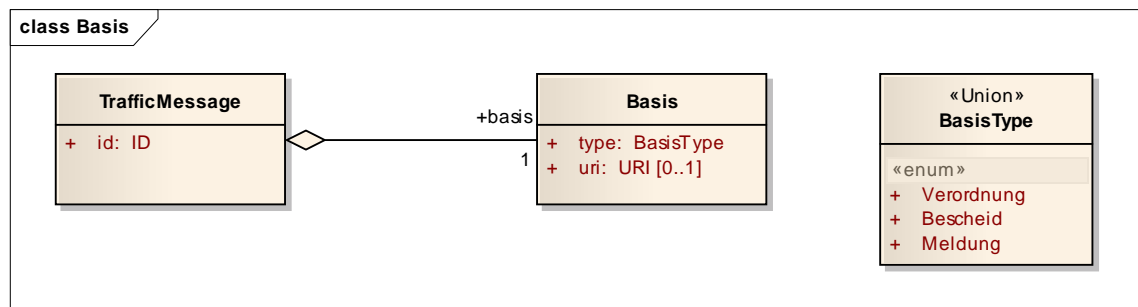 class Basis
TrafficMessage
+ id: ID
+basis
1
Basis
+ type: BasisType
+ uri: URI [0..1]
«Union»
BasisType
«enum»
+ Verordnung
+ Bescheid
+ Meldung